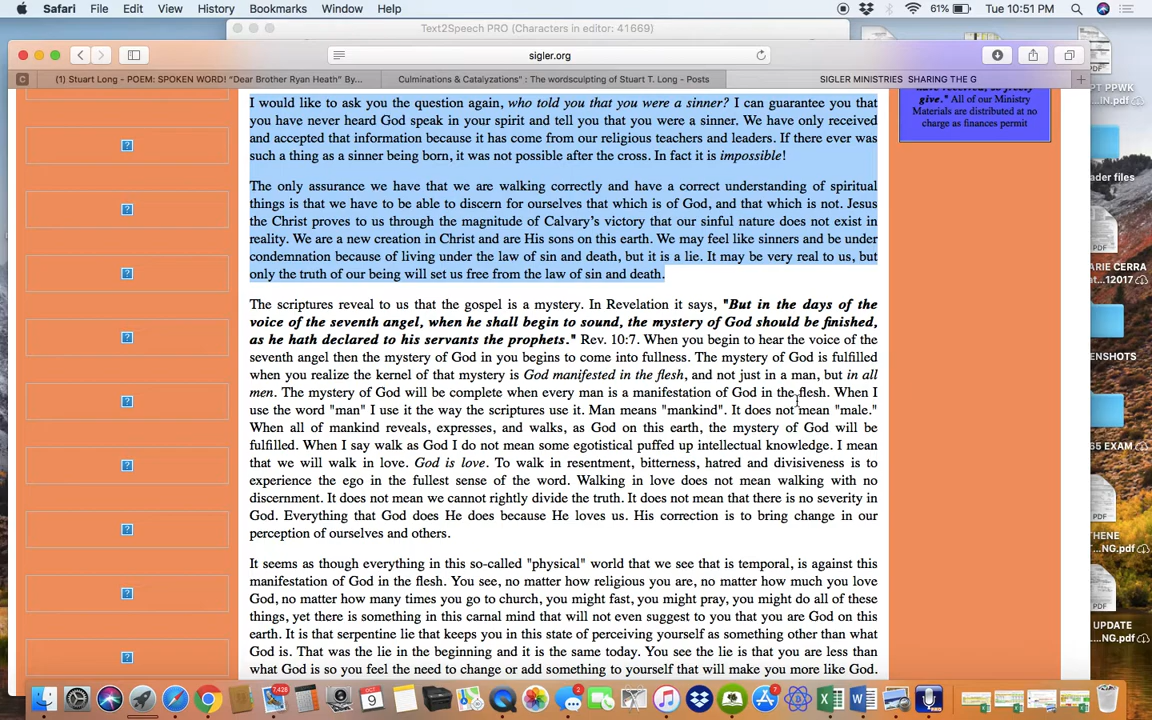 Safari File Edit View History Bookmarks Window Help 61% Tue 10:51 PM
Text2Speech PRO (Characters in editor: 41669)
sigler.org
(1) Stuart Long - POEM: SPOKEN WORD! "Dear Brother Ryan Heath" By...
Culminations & Catalyzations" : The wordsculpting of Stuart T. Long - Posts
SIGLER MINISTRIES SHARING THE G
I would like to ask you the question again, who told you that you were a sinner? I can guarantee you that
you have never heard God speak in your spirit and tell you that you were a sinner. We have only received
and accepted that information because it has come from our religious teachers and leaders. If there ever was
such a thing as a sinner being born, it was not possible after the cross. In fact it is impossible!
The only assurance we have that we are walking correctly and have a correct understanding of spiritual
things is that we have to be able to discern for ourselves that which is of God, and that which is not. Jesus
the Christ proves to us through the magnitude of Calvary's victory that our sinful nature does not exist in
reality. We are a new creation in Christ and are His sons on this earth. We may feel like sinners and be under
condemnation because of living under the law of sin and death, but it is a lie. It may be very real to us, but
only the truth of our being will set us free from the law of sin and death.
The scriptures reveal to us that the gospel is a mystery. In Revelation it says, "But in the days of the
voice of the seventh angel, when he shall begin to sound, the mystery of God should be finished,
as he hath declared to his servants the prophets." Rev. 10:7. When you begin to hear the voice of the
seventh angel then the mystery of God in you begins to come into fullness. The mystery of God is fulfilled
when you realize the kernel of that mystery is God manifested in the flesh, and not just in a man, but in all
men. The mystery of God will be complete when every man is a manifestation of God in the flesh. When I
use the word "man" I use it the way the scriptures use it. Man means "mankind". It does not mean "male."
When all of mankind reveals, expresses, and walks, as God on this earth, the mystery of God will be
fulfilled. When I say walk as God I do not mean some egotistical puffed up intellectual knowledge. I mean
that we will walk in love. God is love. To walk in resentment, bitterness, hatred and divisiveness is to
experience the ego in the fullest sense of the word. Walking in love does not mean walking with no
discernment. It does not mean we cannot rightly divide the truth. It does not mean that there is no severity in
God. Everything that God does He does because He loves us. His correction is to bring change in our
perception of ourselves and others.
It seems as though everything in this so-called "physical" world that we see that is temporal, is against this
manifestation of God in the flesh. You see, no matter how religious you are, no matter how much you love
God, no matter how many times you go to church, you might fast, you might pray, you might do all of these
things, yet there is something in this carnal mind that will not even suggest to you that you are God on this
earth. It is that serpentine lie that keeps you in this state of perceiving yourself as something other than what
God is. That was the lie in the beginning and it is the same today. You see the lie is that you are less than
what God is so you feel the need to change or add something to yourself that will make you more like God.
give." All of our Ministry
Materials are distributed at no
charge as finances permit
PT PPWK
IN.pdf
ader files
ARIE CERRA
12017
SHOTS
65 EXAM
THENE
NG.pdf
UPDATE
NG.pdf
PDF
PDF
PDF
7,426
OCT
9
2
7